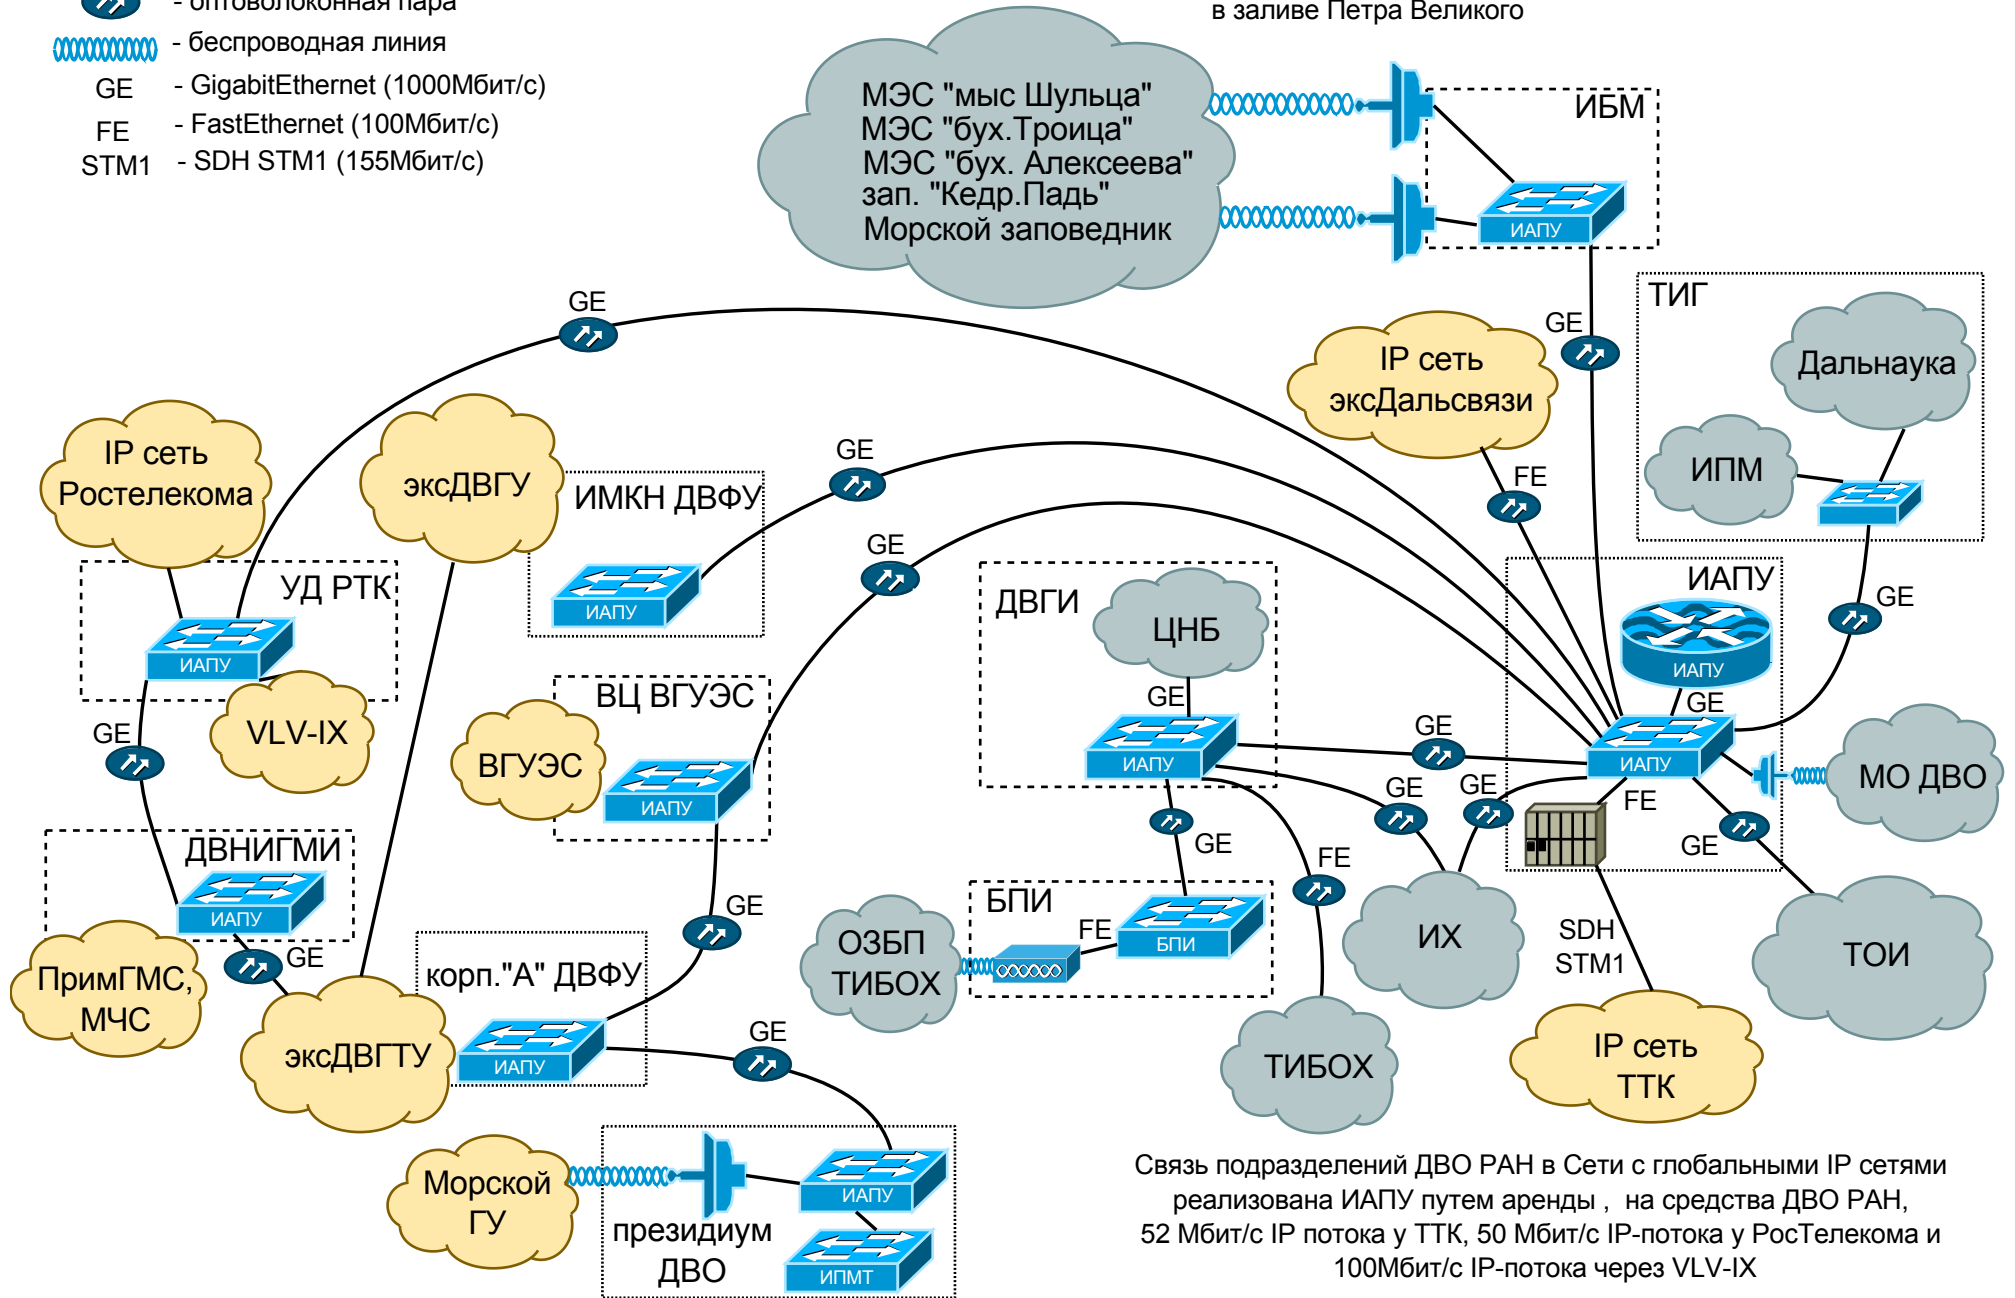 - оптоволоконная пара
- беспроводная линия
GE - GigabitEthernet (1000Мбит/с)
FE - FastEthernet (100Мбит/с)
STM1 - SDH STM1 (155Мбит/с)
в заливе Петра Великого
МЭС "мыс Шульца"
МЭС "бух.Троица"
МЭС "бух. Алексеева"
зап. "Кедр.Падь"
Морской заповедник
ИБМ
ИАПУ
GE
GE
ТИГ
Дальнаука
ИПМ
IP сеть
эксДальсвязи
FE
GE
IP сеть
Ростелекома
эксДВГУ
ИМКН ДВФУ
ИАПУ
GE
GE
УД РТК
ИАПУ
VLV-IX
GE
ВЦ ВГУЭС
ВГУЭС
ИАПУ
ДВГИ
ЦНБ
GE
ИАПУ
GE
ИАПУ
ИАПУ
GE
ИАПУ
FE
GE
МО ДВО
GE
GE
GE
FE
ДВНИГМИ
ИАПУ
GE
ПримГМС,
МЧС
эксДВГТУ
GE
корп."А" ДВФУ
ИАПУ
GE
БПИ
FE
БПИ
ОЗБП
ТИБОХ
ИХ
SDH
STM1
ТОИ
ТИБОХ
IP сеть
ТТК
Морской
ГУ
президиум
ДВО
ИАПУ
ИПМТ
Связь подразделений ДВО РАН в Сети с глобальными IP сетями
реализована ИАПУ путем аренды , на средства ДВО РАН,
52 Мбит/с IP потока у ТТК, 50 Мбит/с IP-потока у РосТелекома и
100Мбит/с IP-потока через VLV-IX